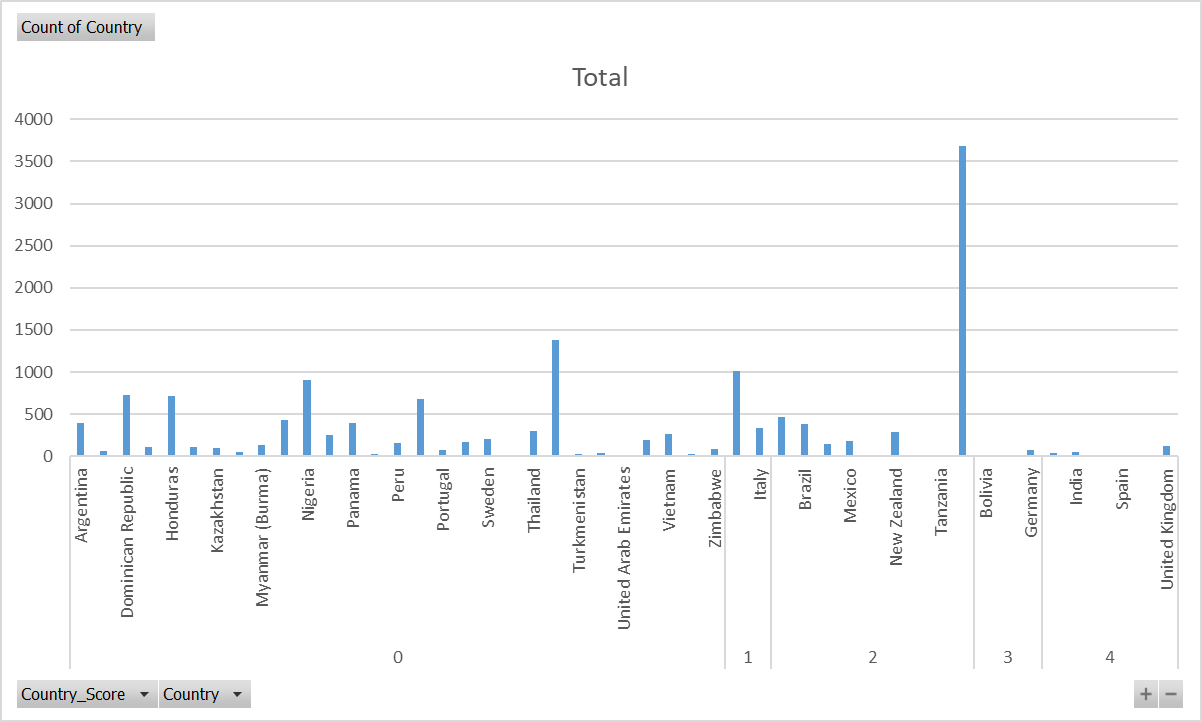 Count of Country
Total
4000
3500
3000
2500
2000
1500
1000
500
0
Argentina
Dominican Republic
Honduras
Kazakhstan
Myanmar (Burma)
Nigeria
Panama
Peru
Portugal
Sweden
Thailand
Turkmenistan
United Arab Emirates
Vietnam
Zimbabwe
Italy
Brazil
Mexico
New Zealand
Tanzania
Bolivia
Germany
India
Spain
United Kingdom
0 1 2 3 4
Country_Score Country + −